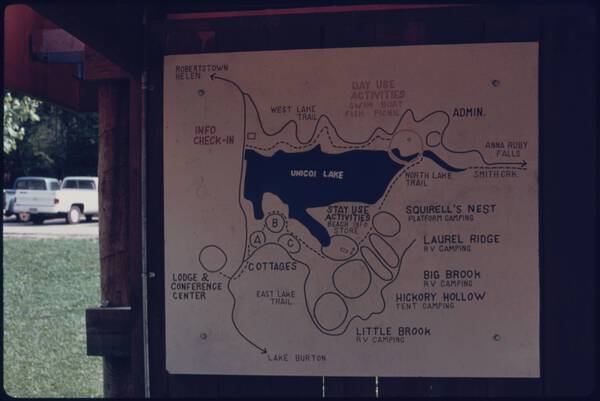 ROBERTSTOWN
HELEN
DAY USE
ACTIVITIES
SWIM BOAT
FISH PICNIC
WEST LAKE
TRAIL
ADMIN.
INFO
CHECK-IN
ANNA RUBY
FALLS
UNICOI LAKE
NORTH LAKE
TRAIL
SMITH CRK.
STAY USE
ACTIVITIES
BEACH INFO
STORE
SQUIRELL'S NEST
PLATFORM CAMPING
B
A
C
LAUREL RIDGE
RV CAMPING
COTTAGES
LODGE &
CONFERENCE
CENTER
BIG BROOK
RV CAMPING
EAST LAKE
TRAIL
HICKORY HOLLOW
TENT CAMPING
LITTLE BROOK
RV CAMPING
LAKE BURTON